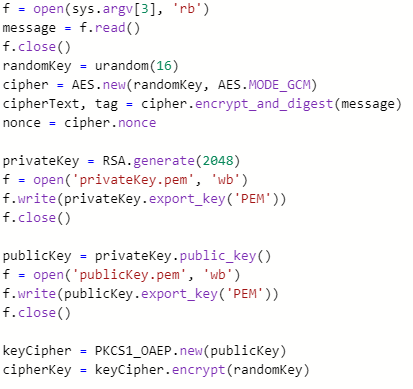 f = open(sys.argv[3], 'rb')
message = f.read()
f.close()
randomKey = urandom(16)
cipher = AES.new(randomKey, AES.MODE_GCM)
cipherText, tag = cipher.encrypt_and_digest(message)
nonce = cipher.nonce
privateKey = RSA.generate(2048)
f = open('privateKey.pem', 'wb')
f.write(privateKey.export_key('PEM'))
f.close()
publicKey = privateKey.public_key()
f = open('publicKey.pem', 'wb')
f.write(publicKey.export_key('PEM'))
f.close()
keyCipher = PKCS1_OAEP.new(publicKey)
cipherKey = keyCipher.encrypt(randomKey)